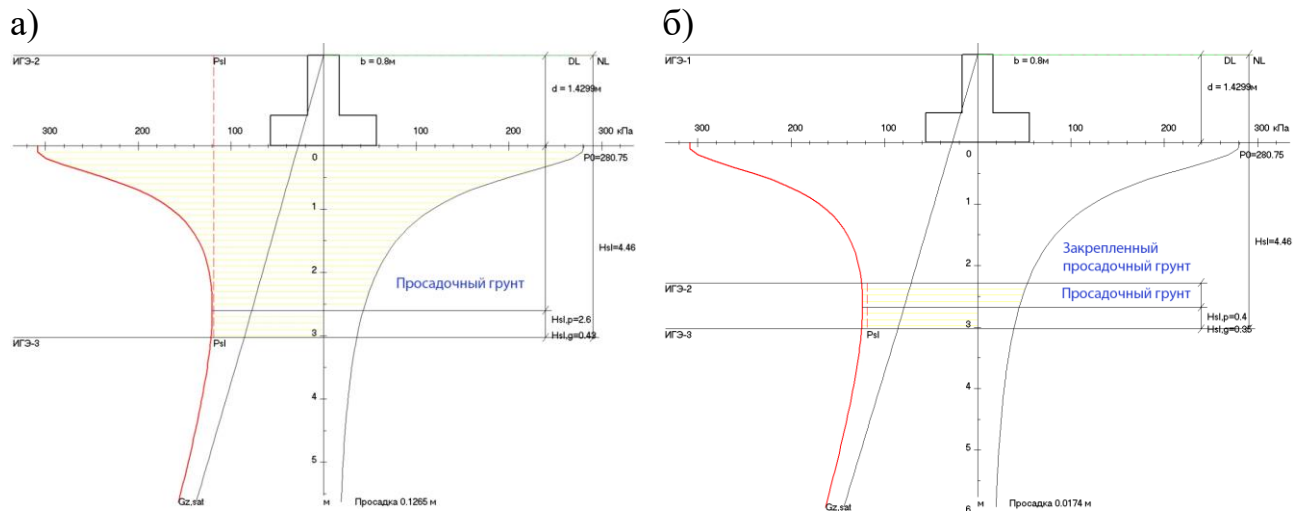 а)
ИГЭ-2
Psl
b = 0.8м
DL
NL
d = 1.4299м
300
200
100
100
200
300 кПа
0
P0=280.75
1
Hsl=4.46
2
Просадочный грунт
Hsl,p=2.6
3
Hsl,g=0.43
ИГЭ-3
Psl
4
5
Gz,sat
м
Просадка 0.1265 м
б)
ИГЭ-1
b = 0.8м
DL
NL
d = 1.4299м
300
200
100
100
200
300 кПа
0
P0=280.75
1
Hsl=4.46
Закрепленный
просадочный грунт
2
ИГЭ-2
Просадочный грунт
Hsl,p=0.4
3
Hsl,g=0.35
ИГЭ-3
Psl
4
5
Gz,sat
м
Просадка 0.0174 м
6